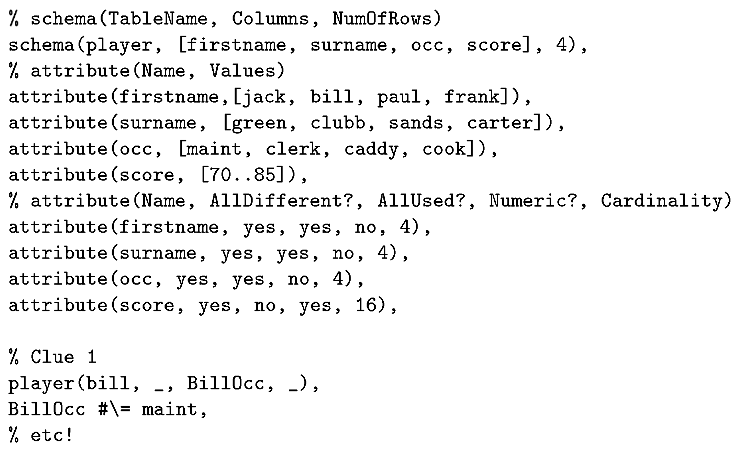 % schema(TableName, Columns, NumOfRows)
schema(player, [firstname, surname, occ, score], 4),
% attribute(Name, Values)
attribute(firstname,[jack, bill, paul, frank]),
attribute(surname, [green, clubb, sands, carter]),
attribute(occ, [maint, clerk, caddy, cook]),
attribute(score, [70..85]),
% attribute(Name, AllDifferent?, AllUsed?, Numeric?, Cardinality)
attribute(firstname, yes, yes, no, 4),
attribute(surname, yes, yes, no, 4),
attribute(occ, yes, yes, no, 4),
attribute(score, yes, no, yes, 16),
% Clue 1
player(bill, _, BillOcc, _),
BillOcc #\= maint,
% etc!